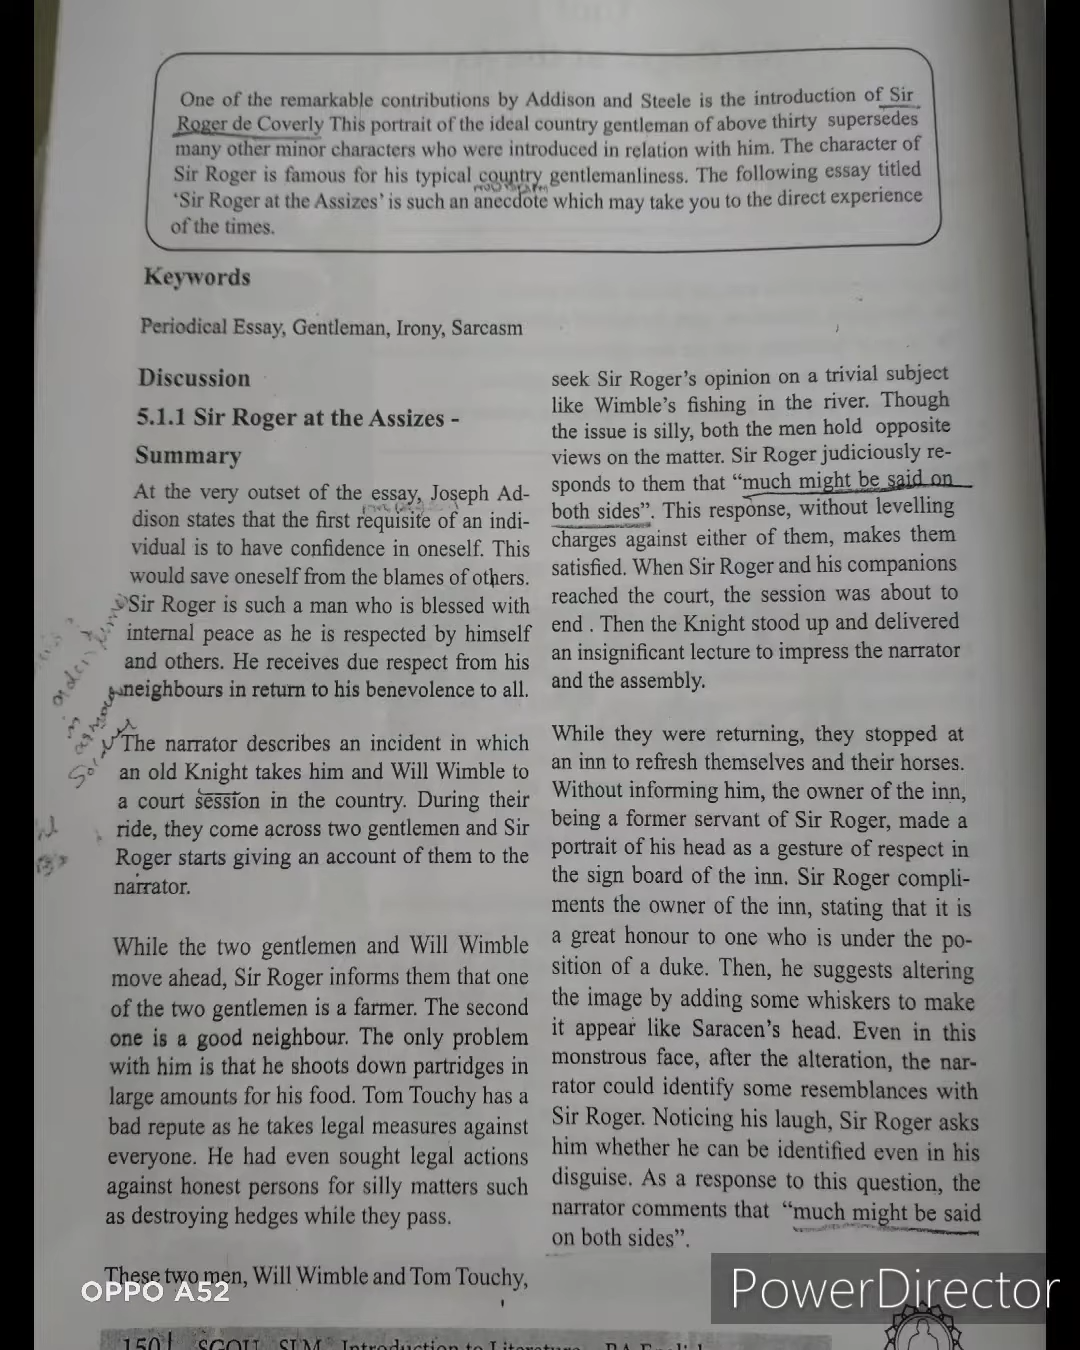 One of the remarkable contributions by Addison and Steele is the introduction of Sir
Roger de Coverly This portrait of the ideal country gentleman of above thirty supersedes
many other minor characters who were introduced in relation with him. The character of
Sir Roger is famous for his typical country gentlemanliness. The following essay titled
'Sir Roger at the Assizes' is such an anecdote which may take you to the direct experience
of the times.
Keywords
Periodical Essay, Gentleman, Irony, Sarcasm
Discussion
5.1.1 Sir Roger at the Assizes -
Summary
At the very outset of the essay, Joseph Ad-
dison states that the first requisite of an indi-
vidual is to have confidence in oneself. This
would save oneself from the blames of others.
Sir Roger is such a man who is blessed with
internal peace as he is respected by himself
and others. He receives due respect from his
neighbours in return to his benevolence to all.
The narrator describes an incident in which
an old Knight takes him and Will Wimble to
a court session in the country. During their
ride, they come across two gentlemen and Sir
Roger starts giving an account of them to the
narrator.
While the two gentlemen and Will Wimble
move ahead, Sir Roger informs them that one
of the two gentlemen is a farmer. The second
one is a good neighbour. The only problem
with him is that he shoots down partridges in
large amounts for his food. Tom Touchy has a
bad repute as he takes legal measures against
everyone. He had even sought legal actions
against honest persons for silly matters such
as destroying hedges while they pass.
These two men, Will Wimble and Tom Touchy,
seek Sir Roger's opinion on a trivial subject
like Wimble's fishing in the river. Though
the issue is silly, both the men hold opposite
views on the matter. Sir Roger judiciously re-
sponds to them that "much might be said on
both sides". This response, without levelling
charges against either of them, makes them
satisfied. When Sir Roger and his companions
reached the court, the session was about to
end . Then the Knight stood up and delivered
an insignificant lecture to impress the narrator
and the assembly.
While they were returning, they stopped at
an inn to refresh themselves and their horses.
Without informing him, the owner of the inn,
being a former servant of Sir Roger, made a
portrait of his head as a gesture of respect in
the sign board of the inn. Sir Roger compli-
ments the owner of the inn, stating that it is
a great honour to one who is under the po-
sition of a duke. Then, he suggests altering
the image by adding some whiskers to make
it appear like Saracen's head. Even in this
monstrous face, after the alteration, the nar-
rator could identify some resemblances with
Sir Roger. Noticing his laugh, Sir Roger asks
him whether he can be identified even in his
disguise. As a response to this question, the
narrator comments that "much might be said
on both sides".
OPPO A52
PowerDirector
150 SGOU SLM Introduction to Literature BA English